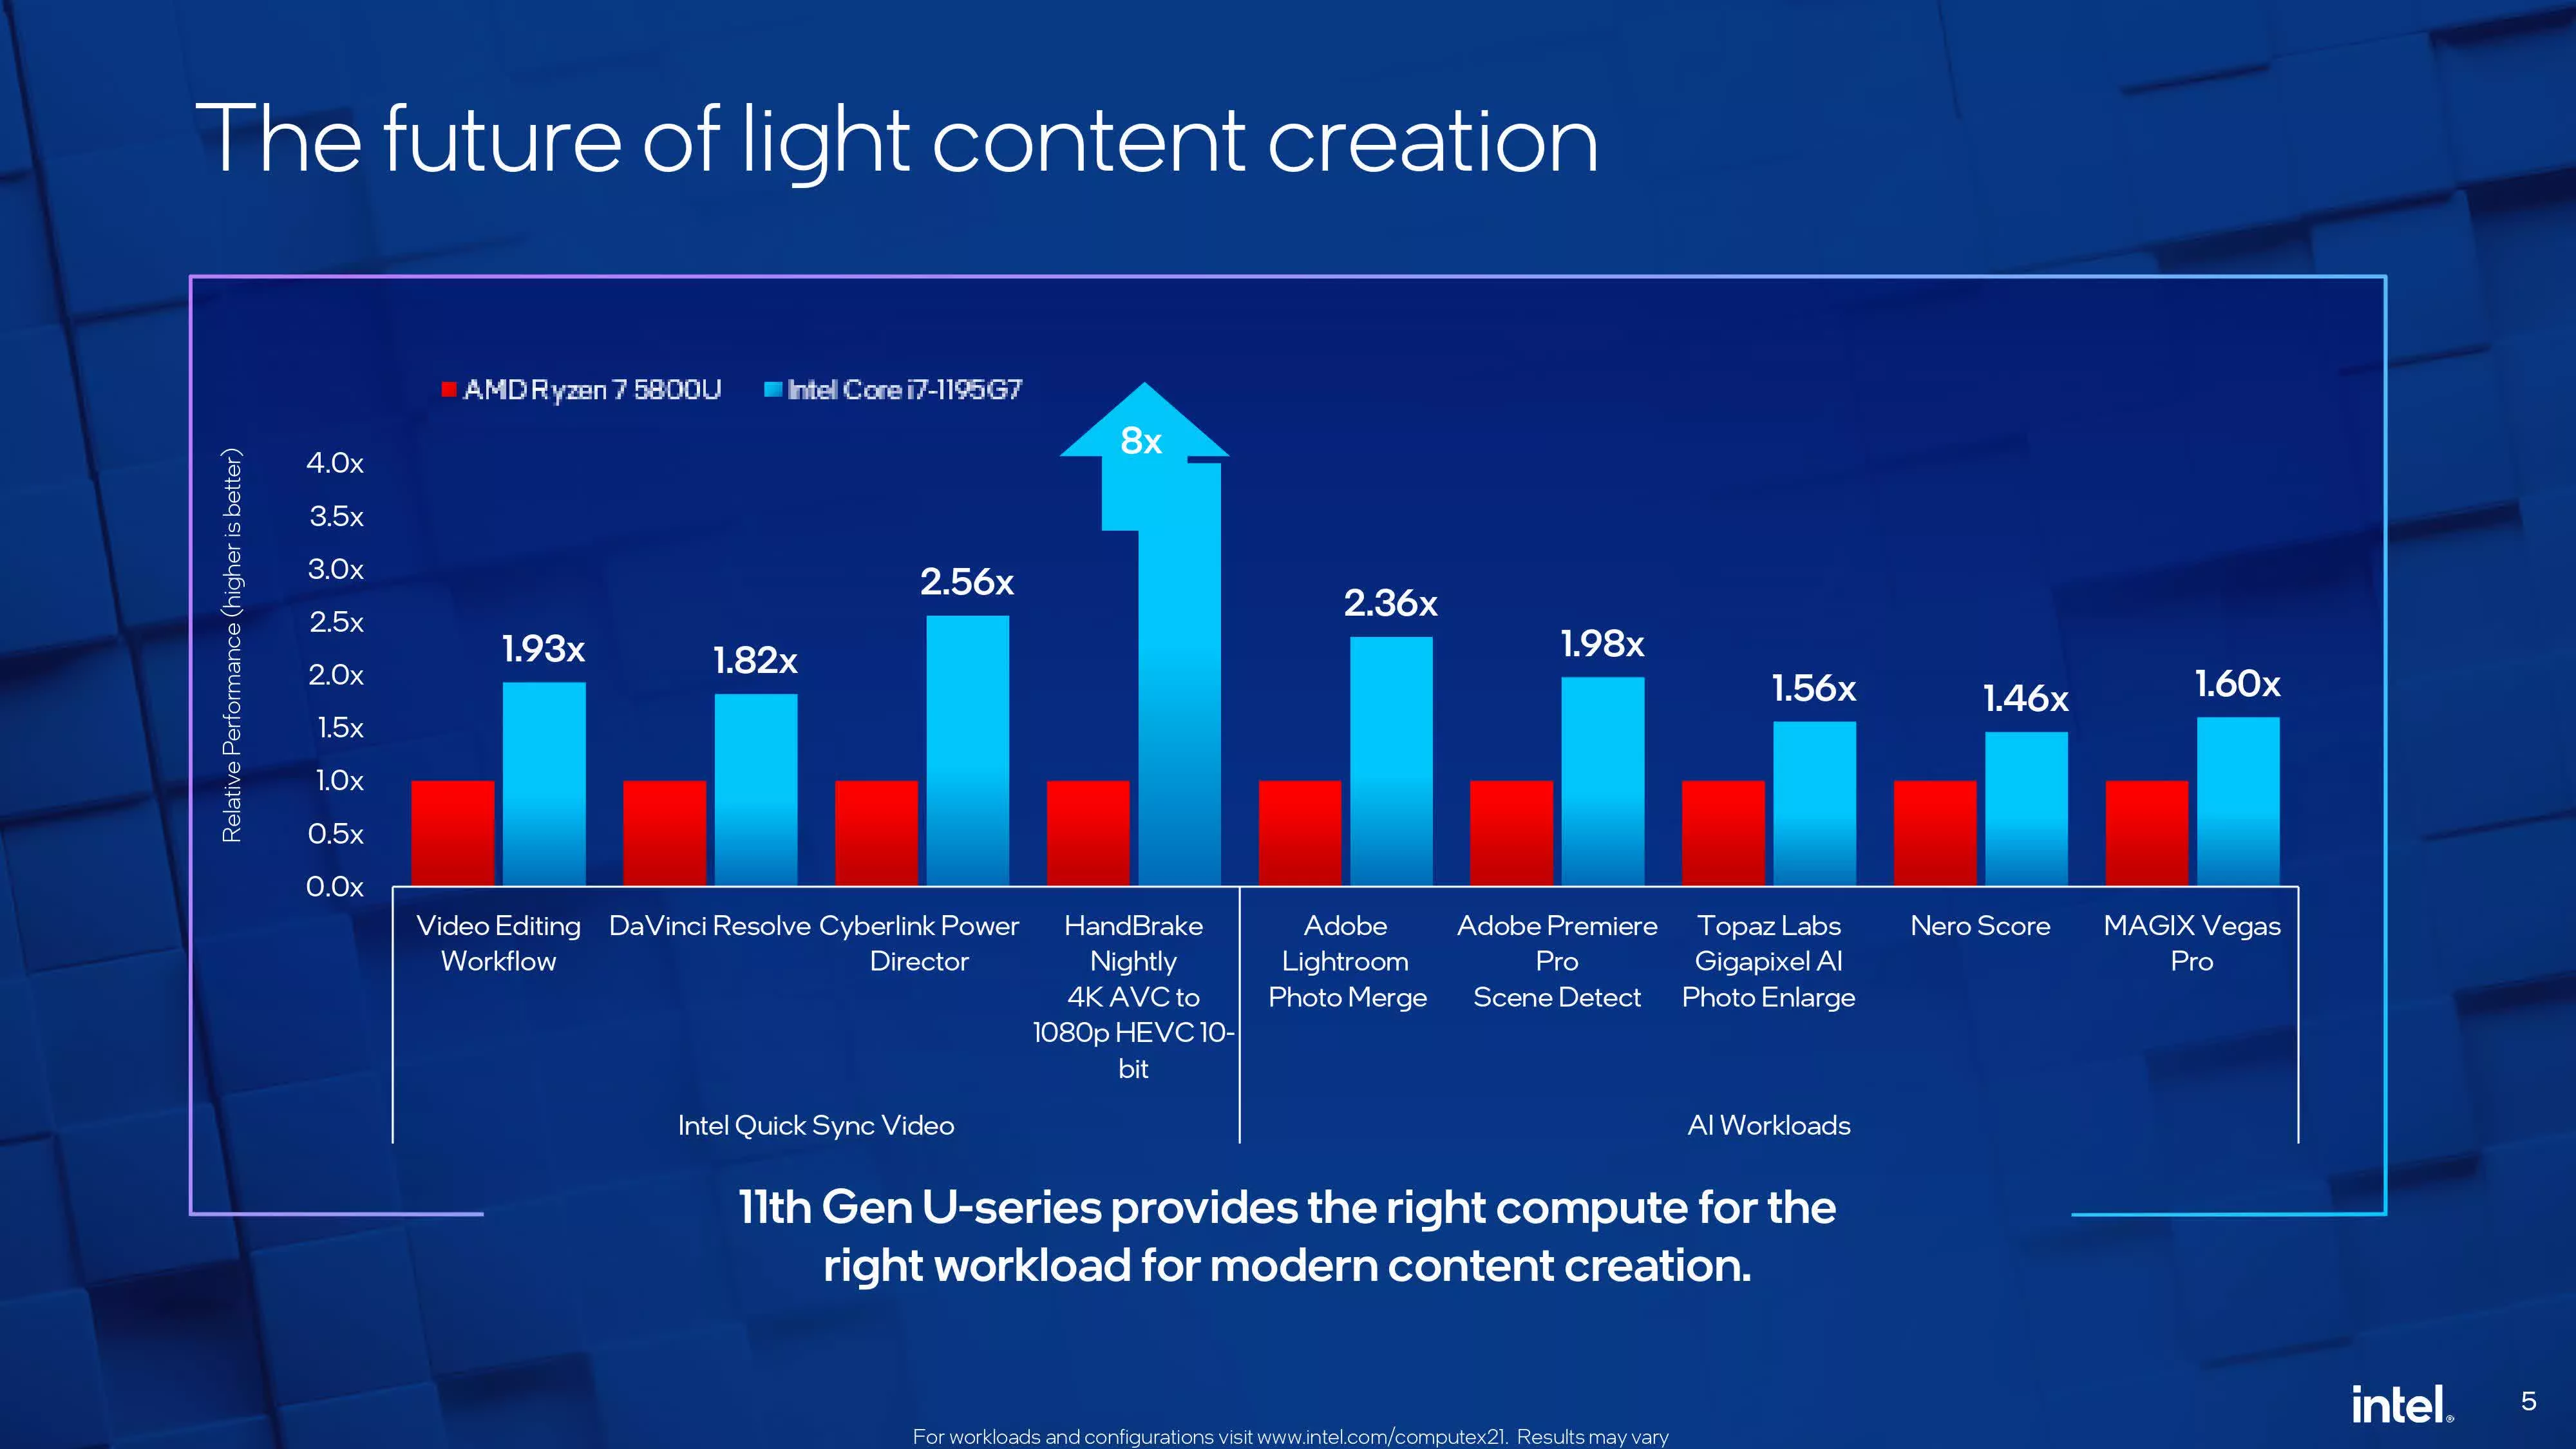 The future of light content creation
AMD Ryzen 7 5800U
Intel Core i7-1195G7
Relative Performance (higher is better)
4.0x
3.5x
3.0x
2.5x
2.0x
1.5x
1.0x
0.5x
0.0x
1.93x
1.82x
2.56x
8x
2.36x
1.98x
1.56x
1.46x
1.60x
Video Editing
Workflow
DaVinci Resolve
Cyberlink Power
Director
HandBrake
Nightly
4K AVC to
1080p HEVC 10-
bit
Adobe
Lightroom
Photo Merge
Adobe Premiere
Pro
Scene Detect
Topaz Labs
Gigapixel AI
Photo Enlarge
Nero Score
MAGIX Vegas
Pro
Intel Quick Sync Video
AI Workloads
11th Gen U-series provides the right compute for the
right workload for modern content creation.
intel®
5
For workloads and configurations visit www.intel.com/computex21. Results may vary